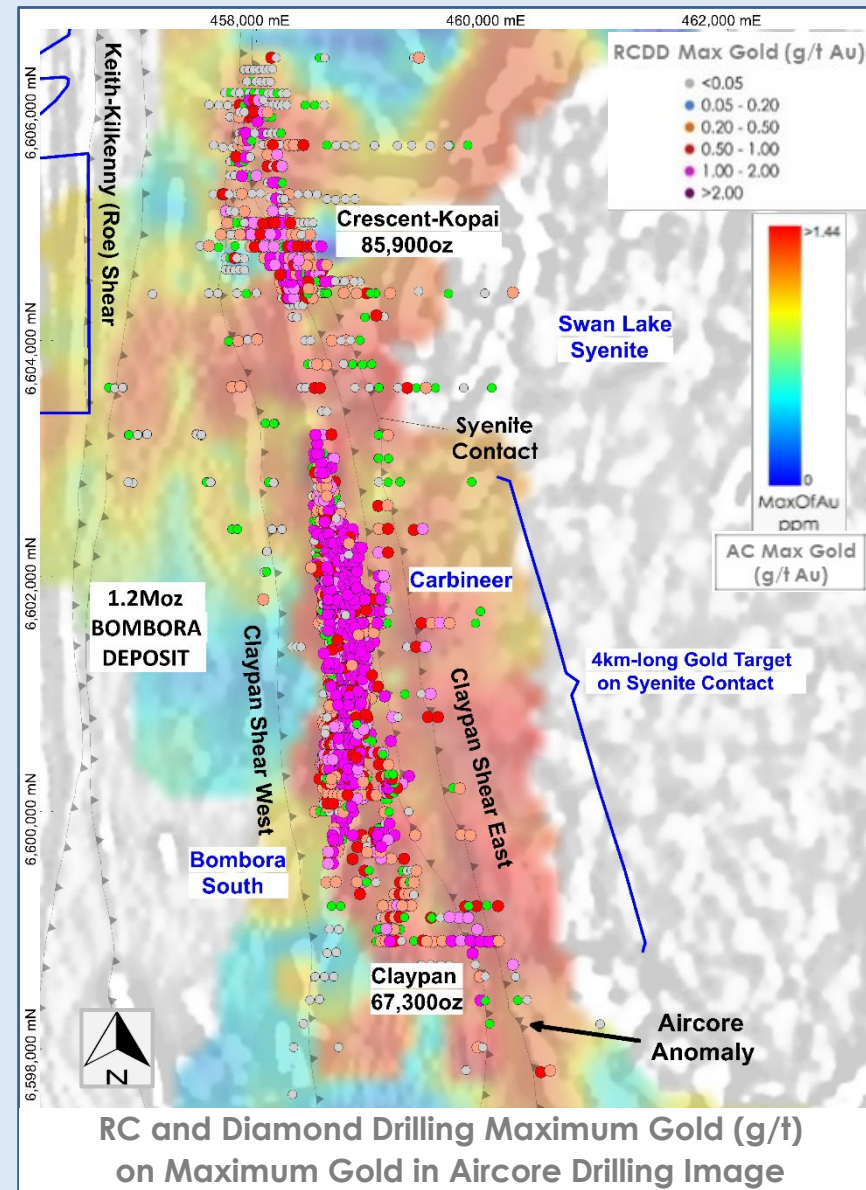 458,000 mE
460,000 mE
462,000 mE
6,696,000 mN
6,604,000 mN
6,602,000 mN
6,600,000 mN
6,598,000 mN
RCDD Max Gold (g/t Au)
<0.05
0.05 - 0.20
0.20 - 0.50
0.50 - 1.00
1.00 - 2.00
>2.00
>1.44
0
MaxOfAu
ppm
AC Max Gold
(g/t Au)
Keith-Kilkenny (Roe) Shear
Crescent-Kopai
85,900oz
Swan Lake
Syenite
Syenite
Contact
Carbineer
1.2Moz
BOMBORA
DEPOSIT
Claypan Shear West
Claypan Shear East
4km-long Gold Target
on Syenite Contact
Bombora
South
Claypan
67,300oz
Aircore
Anomaly
N
RC and Diamond Drilling Maximum Gold (g/t)
on Maximum Gold in Aircore Drilling Image